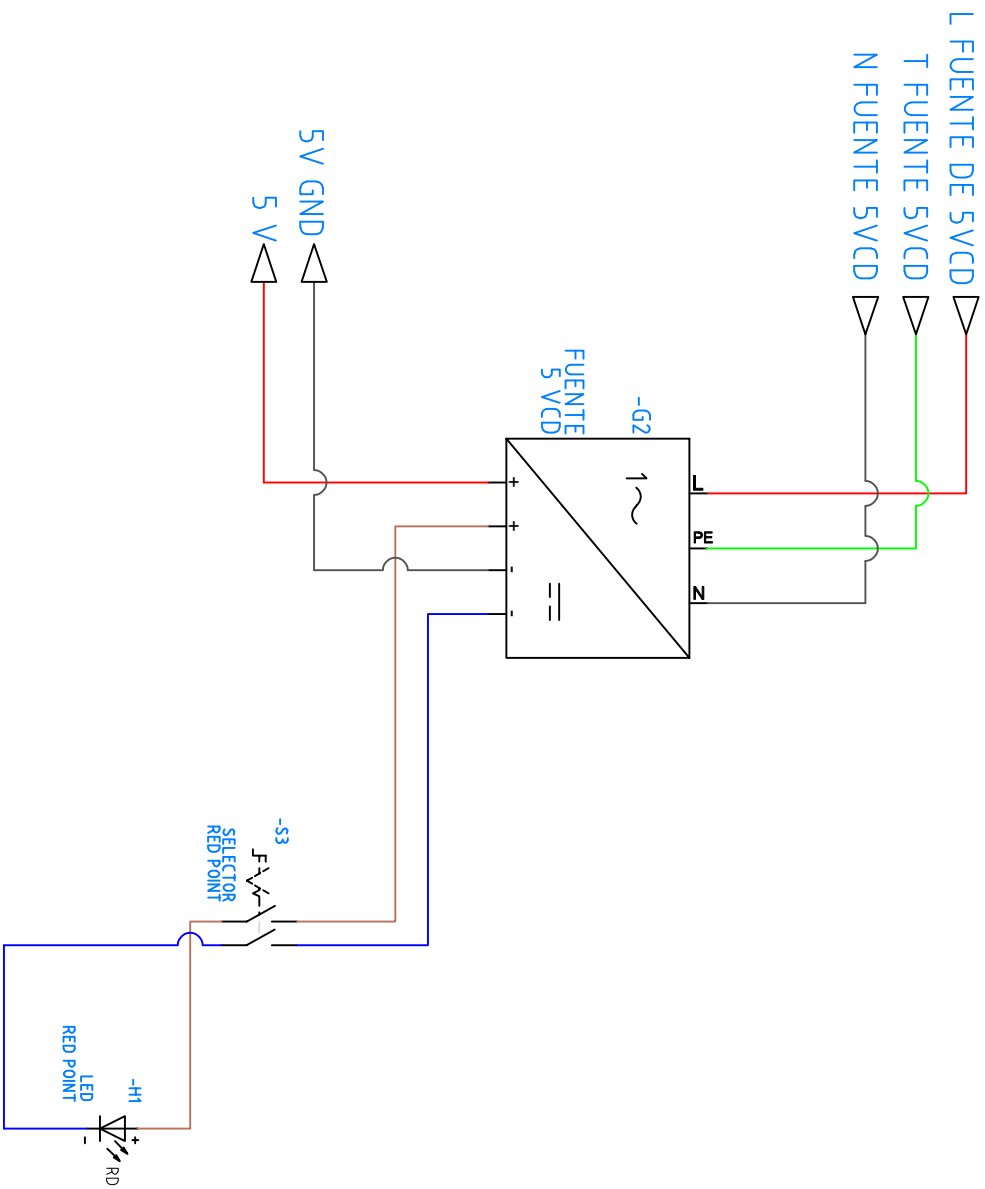 L FUENTE DE 5VCD
T FUENTE 5VCD
N FUENTE 5VCD
5V GND
5 V
-G2
FUENTE
5 VCD
1
L
PE
N
+
+
-
-
-S3
SELECTOR
RED POINT
-H1
LED
RED POINT
+
-
RD